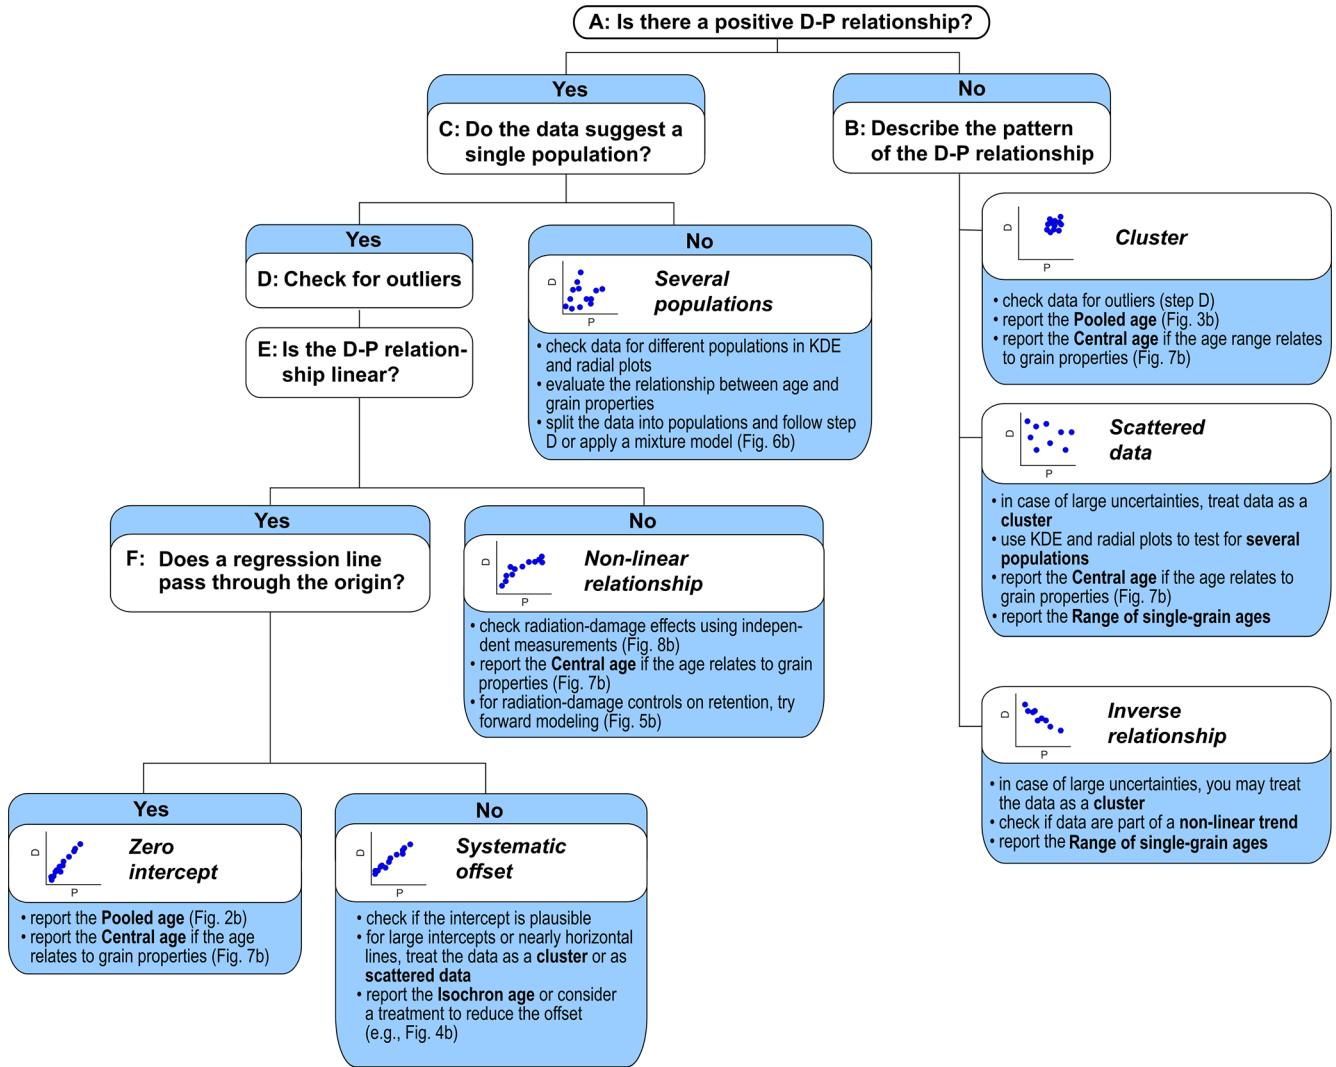 A: Is there a positive D-P relationship?
Yes
C: Do the data suggest a
single population?
No
B: Describe the pattern
of the D-P relationship
Yes
D: Check for outliers
E: Is the D-P relation-
ship linear?
No
D
P
Several
populations
• check data for different populations in KDE
and radial plots
• evaluate the relationship between age and
grain properties
• split the data into populations and follow step
D or apply a mixture model (Fig. 6b)
D
P
Cluster
• check data for outliers (step D)
• report the Pooled age (Fig. 3b)
• report the Central age if the age range relates
to grain properties (Fig. 7b)
D
P
Scattered
data
• in case of large uncertainties, treat data as a
cluster
• use KDE and radial plots to test for several
populations
• report the Central age if the age relates to
grain properties (Fig. 7b)
• report the Range of single-grain ages
D
P
Inverse
relationship
• in case of large uncertainties, you may treat
the data as a cluster
• check if data are part of a non-linear trend
• report the Range of single-grain ages
Yes
F: Does a regression line
pass through the origin?
No
D
P
Non-linear
relationship
• check radiation-damage effects using indepen-
dent measurements (Fig. 8b)
• report the Central age if the age relates to grain
properties (Fig. 7b)
• for radiation-damage controls on retention, try
forward modeling (Fig. 5b)
Yes
D
P
Zero
intercept
• report the Pooled age (Fig. 2b)
• report the Central age if the age
relates to grain properties (Fig. 7b)
No
D
P
Systematic
offset
• check if the intercept is plausible
• for large intercepts or nearly horizontal
lines, treat the data as a cluster or as
scattered data
• report the Isochron age or consider
a treatment to reduce the offset
(e.g., Fig. 4b)